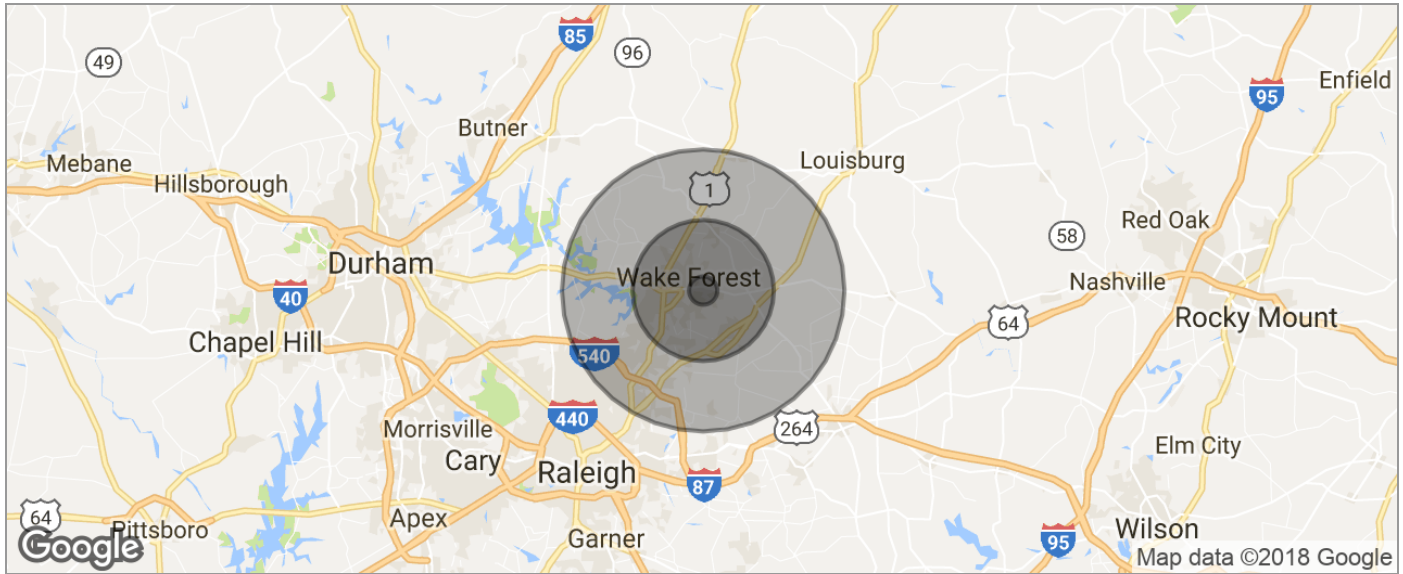 85
96
49
Enfield
95
Butner
Mebane
Louisburg
Hillsborough
1
Red Oak
58
Durham
Wake Forest
Nashville
40
64
Rocky Mount
Chapel Hill
540
440
264
Morrisville
Elm City
Cary
Raleigh
87
64
Apex
Pittsboro
Garner
Wilson
95
Google
Map data ©2018 Google